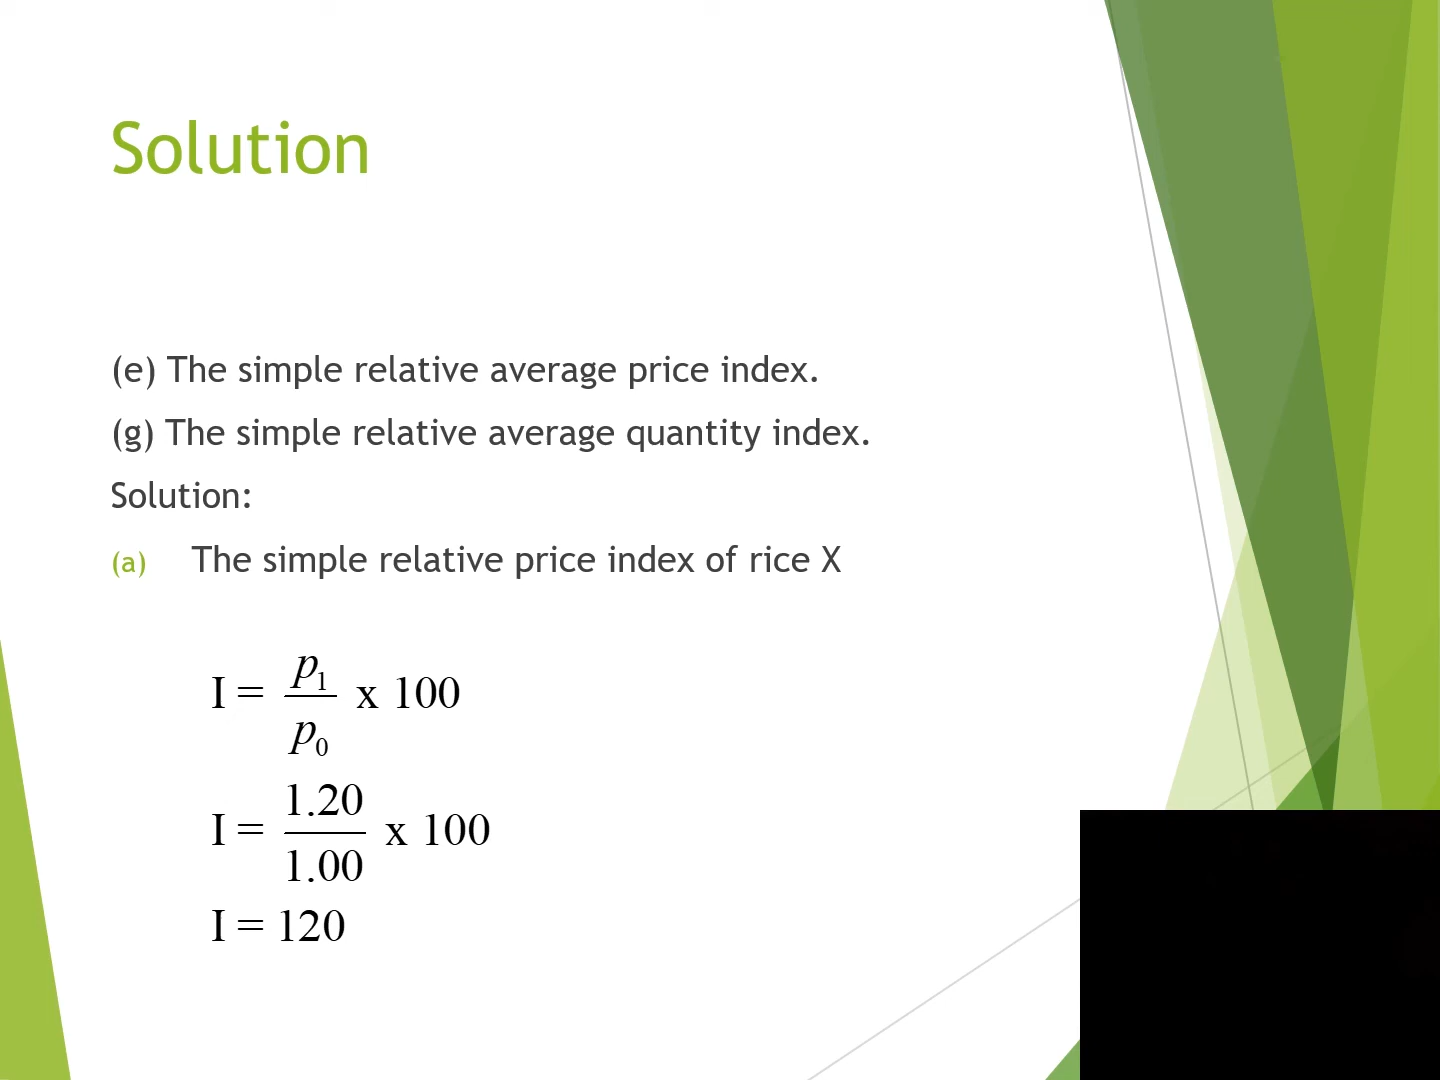 Solution
(e) The simple relative average price index.
(g) The simple relative average quantity index.
Solution:
(a) The simple relative price index of rice X
I = p₁/p₀ x 100
I = 1.20/1.00 x 100
I = 120